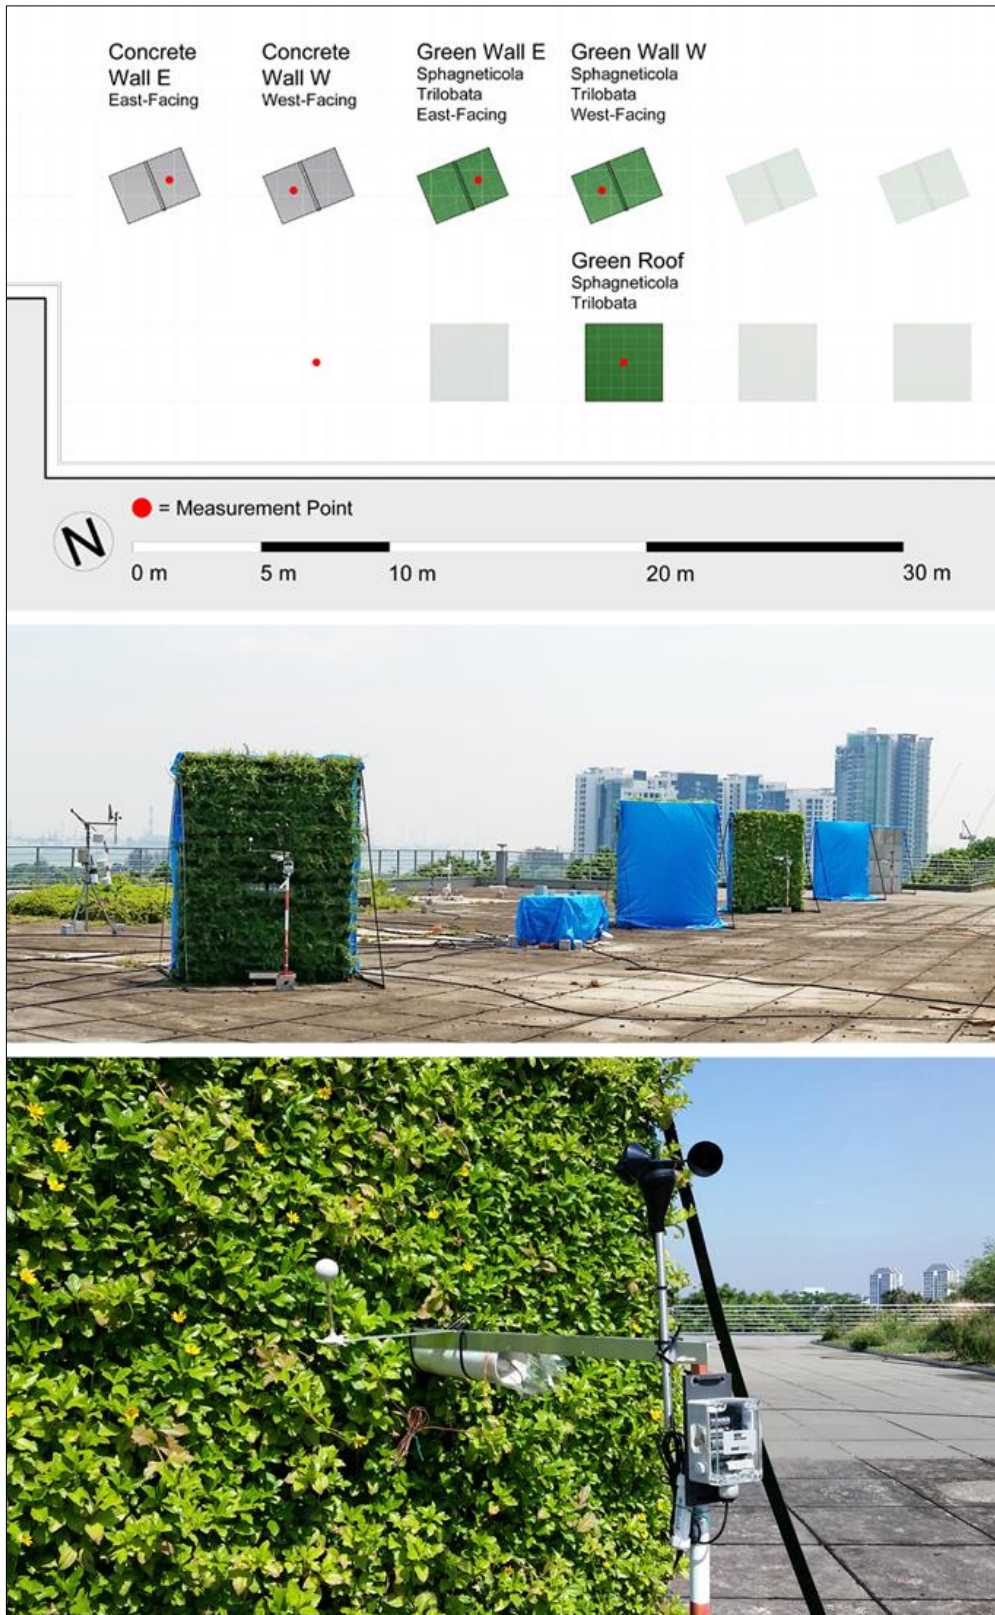 Concrete
Wall E
East-Facing
Concrete
Wall W
West-Facing
Green Wall E
Sphagneticola
Trilobata
East-Facing
Green Wall W
Sphagneticola
Trilobata
West-Facing
Green Roof
Sphagneticola
Trilobata
= Measurement Point
N
0 m
5 m
10 m
20 m
30 m